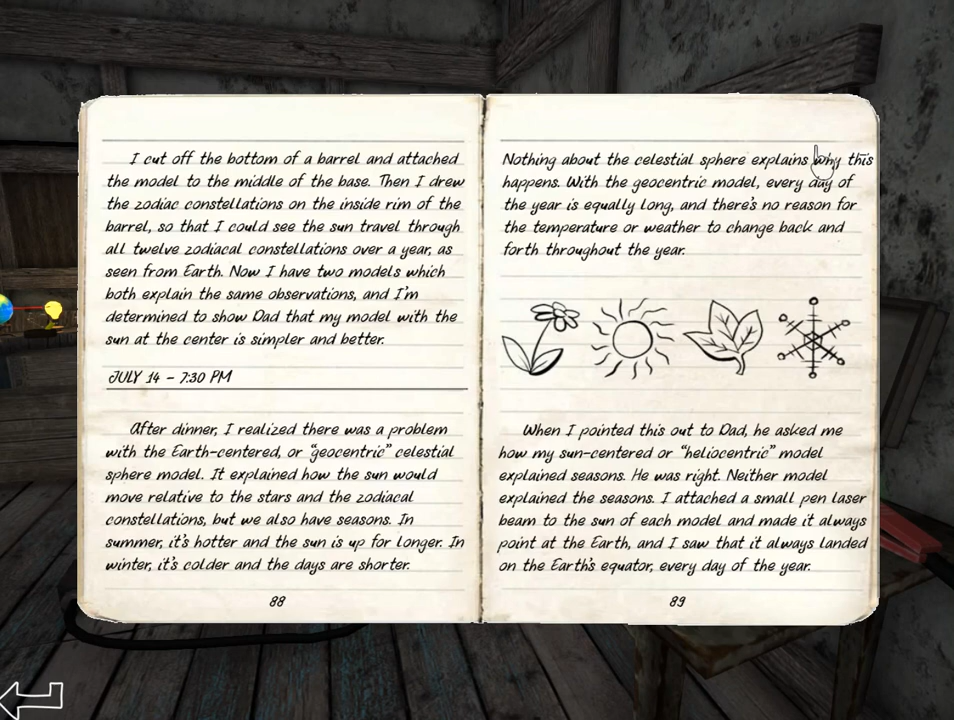 I cut off the bottom of a barrel and attached
the model to the middle of the base. Then I drew
the zodiac constellations on the inside rim of the
barrel, so that I could see the sun travel through
all twelve zodiacal constellations over a year, as
seen from Earth. Now I have two models which
both explain the same observations, and I'm
determined to show Dad that my model with the
sun at the center is simpler and better.
JULY 14 - 7:30 PM
After dinner, I realized there was a problem
with the Earth-centered, or "geocentric" celestial
sphere model. It explained how the sun would
move relative to the stars and the zodiacal
constellations, but we also have seasons. In
summer, it's hotter and the sun is up for longer. In
winter, it's colder and the days are shorter.
88
Nothing about the celestial sphere explains why this
happens. With the geocentric model, every day of
the year is equally long, and there's no reason for
the temperature or weather to change back and
forth throughout the year.
When I pointed this out to Dad, he asked me
how my sun-centered or "heliocentric" model
explained seasons. He was right. Neither model
explained the seasons. I attached a small pen laser
beam to the sun of each model and made it always
point at the Earth, and I saw that it always landed
on the Earth's equator, every day of the year.
89